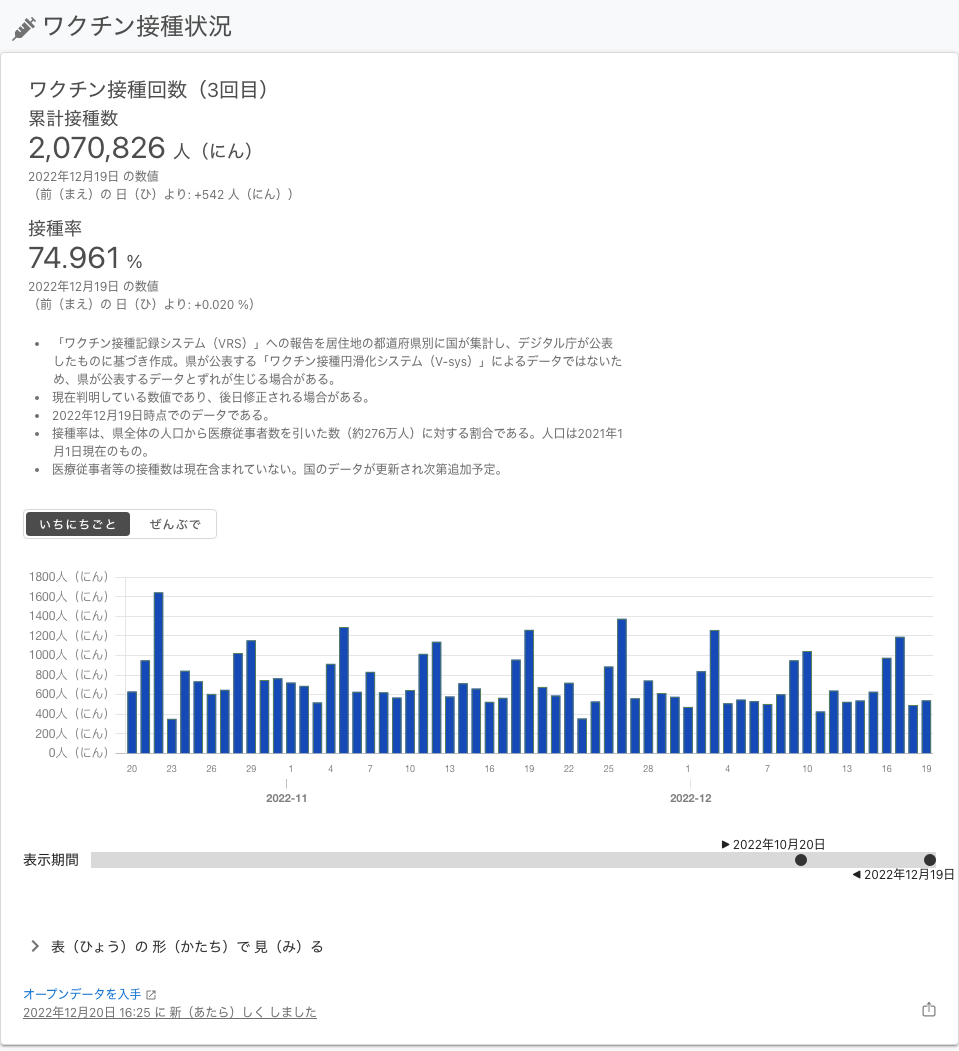 ワクチン接種状況
ワクチン接種回数（3回目）
累計接種数
2,070,826 人（にん）
2022年12月19日 の数値
（前（まえ）の 日（ひ）より: +542 人（にん））
接種率
74.961 %
2022年12月19日 の数値
（前（まえ）の 日（ひ）より: +0.020 %）
「ワクチン接種記録システム（VRS）」への報告を居住地の都道府県別に国が集計し、デジタル庁が公表
したものに基づき作成。県が公表する「ワクチン接種円滑化システム（V-sys）」によるデータではないた
め、県が公表するデータとずれが生じる場合がある。
現在判明している数値であり、後日修正される場合がある。
2022年12月19日時点でのデータである。
接種率は、県全体の人口から医療従事者数を引いた数（約276万人）に対する割合である。人口は2021年1
月1日現在のもの。
医療従事者等の接種数は現在含まれていない。国のデータが更新され次第追加予定。
いちにちごと ぜんぶで
1800人（にん）
1600人（にん）
1400人（にん）
1200人（にん）
1000人（にん）
800人（にん）
600人（にん）
400人（にん）
200人（にん）
0人（にん）
20 23 26 29 1 4 7 10 13 16 19 22 25 28 1 4 7 10 13 16 19
2022-11 2022-12
2022年10月20日
表示期間
2022年12月19日
表（ひょう）の 形（かたち）で 見（み）る
オープンデータを入手
2022年12月20日 16:25 に 新（あたら）しく しました